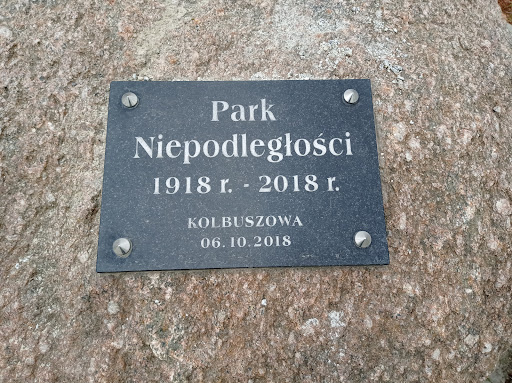 Park
Niepodległości
1918 r. - 2018 r.
KOLBUSZOWA
06.10.2018